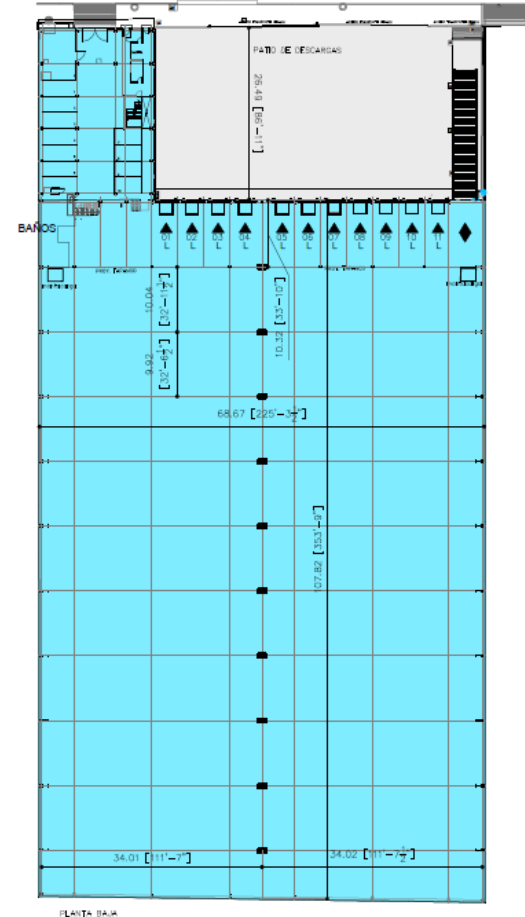 PATIO DE DESCARGAS
26.49 [86'-11"]
BAÑOS
01 02 03 04 05 06 07 08 09 10 11
L L L L L L L L L L L
10.04 [32'-11½"]
10.32 [33'-10"]
9.92 [32'-6½"]
68.67 [225'-3½"]
107.82 [353'-9"]
34.01 [111'-7"]
34.02 [111'-7½"]
PLANTA BAJA